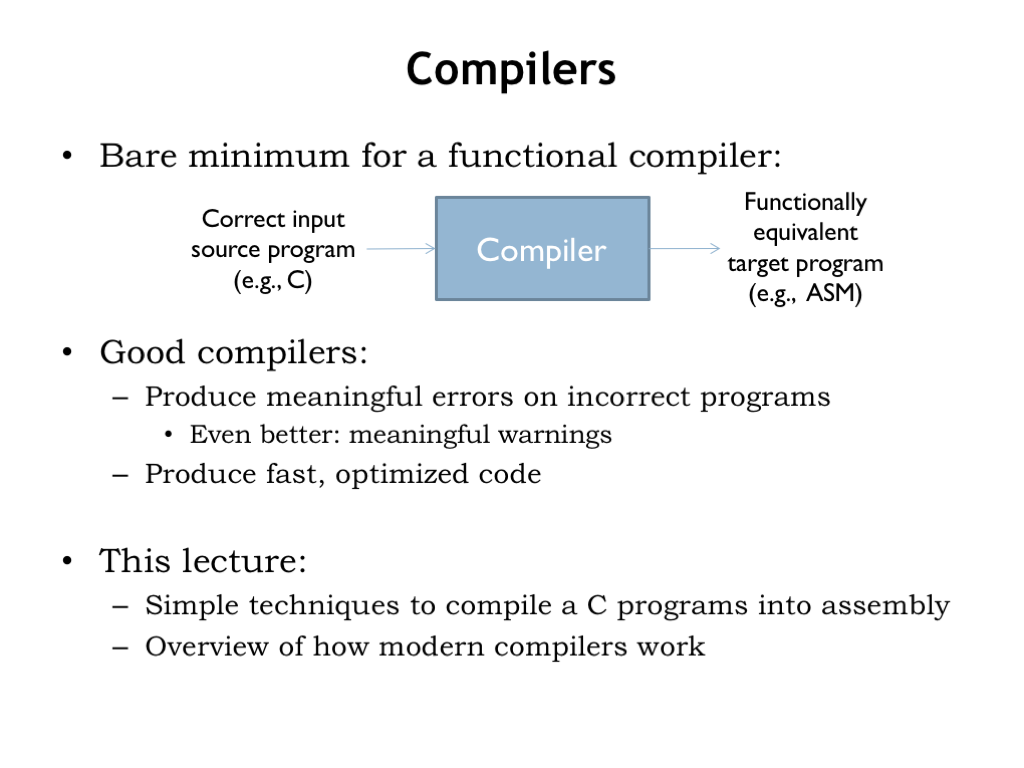 Compilers
• Bare minimum for a functional compiler:
Correct input
source program
(e.g., C)
Compiler
Functionally
equivalent
target program
(e.g., ASM)
• Good compilers:
– Produce meaningful errors on incorrect programs
• Even better: meaningful warnings
– Produce fast, optimized code
• This lecture:
– Simple techniques to compile a C programs into assembly
– Overview of how modern compilers work